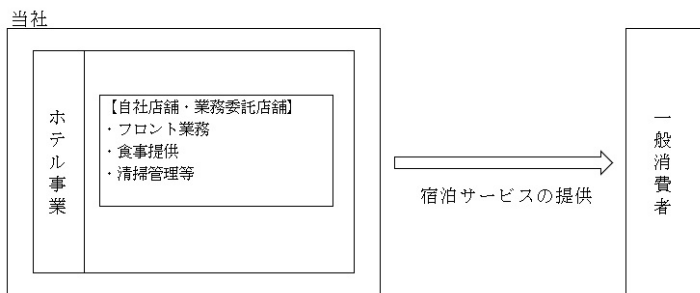 当社
ホテル事業
【自社店舗・業務委託店舗】
・フロント業務
・食事提供
・清掃管理等
宿泊サービスの提供
一般消費者